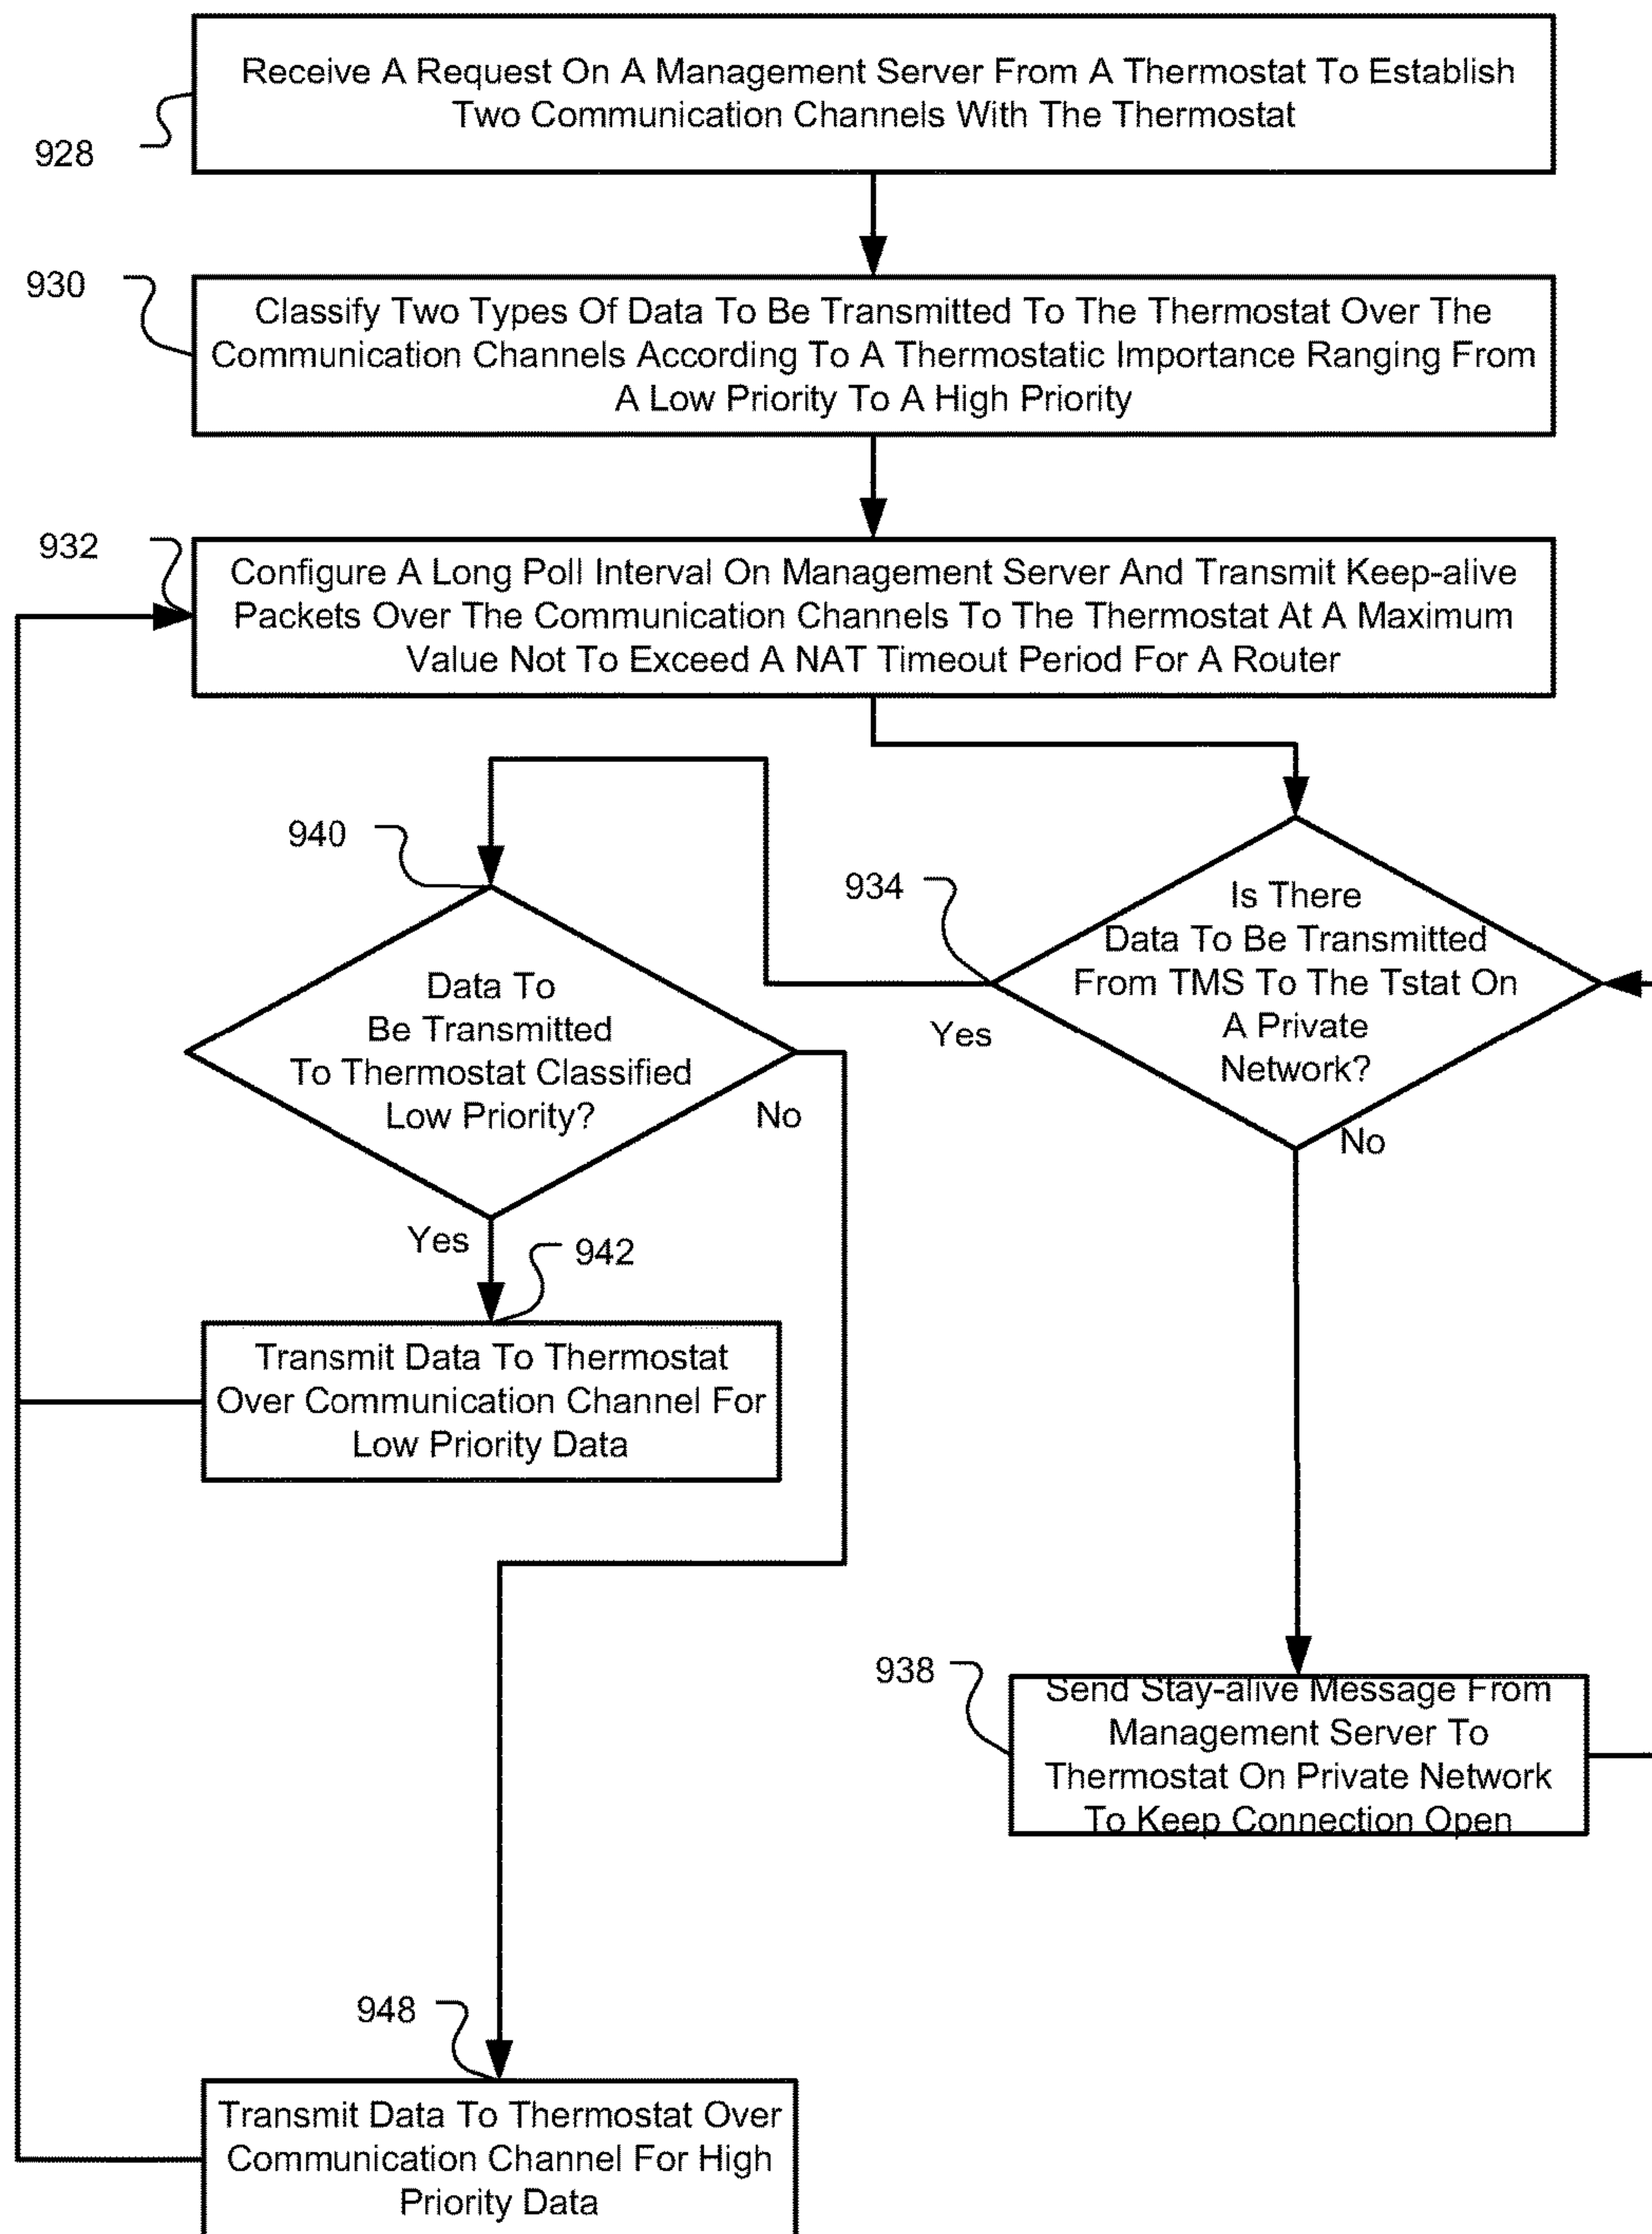 Receive A Request On A Management Server From A Thermostat To Establish
Two Communication Channels With The Thermostat
928
930
Classify Two Types Of Data To Be Transmitted To The Thermostat Over The
Communication Channels According To A Thermostatic Importance Ranging From
A Low Priority To A High Priority
932
Configure A Long Poll Interval On Management Server And Transmit Keep-alive
Packets Over The Communication Channels To The Thermostat At A Maximum
Value Not To Exceed A NAT Timeout Period For A Router
940
934
Is There
Data To Be Transmitted
From TMS To The Tstat On
A Private
Network?
Yes
No
Data To
Be Transmitted
To Thermostat Classified
Low Priority?
No
Yes
942
Transmit Data To Thermostat
Over Communication Channel For
Low Priority Data
938
Send Stay-alive Message From
Management Server To
Thermostat On Private Network
To Keep Connection Open
948
Transmit Data To Thermostat Over
Communication Channel For High
Priority Data